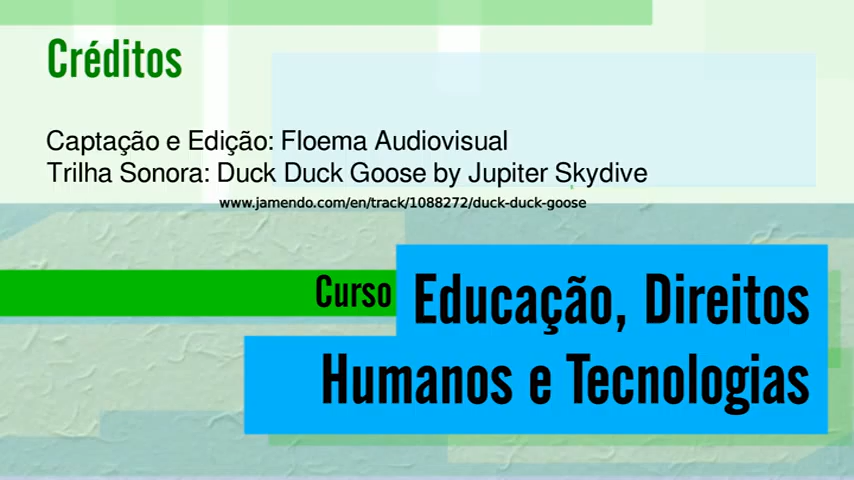 Créditos
Captação e Edição: Floema Audiovisual
Trilha Sonora: Duck Duck Goose by Jupiter Skydive
www.jamendo.com/en/track/1088272/duck-duck-goose
Curso Educação, Direitos
Humanos e Tecnologias